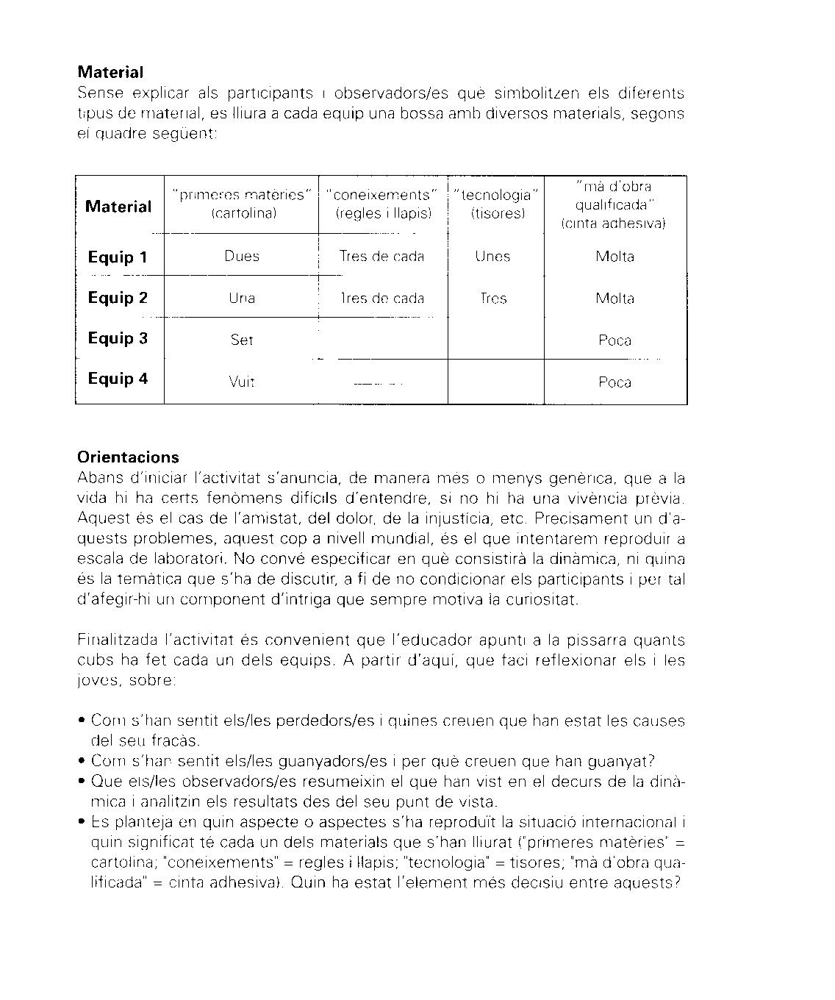 Material
Sense explicar als participants i observadors/es què simbolitzen els diferents
tipus de material, es lliura a cada equip una bossa amb diversos materials, segons
el quadre següent:
Material "primeres matèries" (cartolina) "coneixements" (regles i llapis) "tecnologia" (tisores) "mà d'obra qualificada" (cinta adhesiva)
Equip 1 Dues Tres de cada Unes Molta
Equip 2 Una Tres de cada Tres Molta
Equip 3 Set Poca
Equip 4 Vuit Poca
Orientacions
Abans d'iniciar l'activitat s'anuncia, de manera més o menys genèrica, que a la
vida hi ha certs fenòmens difícils d'entendre, si no hi ha una vivència prèvia.
Aquest és el cas de l'amistat, del dolor, de la injustícia, etc. Precisament un d'a-
quests problemes, aquest cop a nivell mundial, és el que intentarem reproduir a
escala de laboratori. No convé especificar en què consistirà la dinàmica, ni quina
és la temàtica que s'ha de discutir, a fi de no condicionar els participants i per tal
d'afegir-hi un component d'intriga que sempre motiva la curiositat.
Finalitzada l'activitat és convenient que l'educador apunti a la pissarra quants
cubs ha fet cada un dels equips. A partir d'aquí, que faci reflexionar els i les
joves, sobre:
• Com s'han sentit els/les perdedors/es i quines creuen que han estat les causes
del seu fracàs.
• Com s'han sentit els/les guanyadors/es i per què creuen que han guanyat?
• Que els/les observadors/es resumeixin el que han vist en el decurs de la dinà-
mica i analitzin els resultats des del seu punt de vista.
• Es planteja en quin aspecte o aspectes s'ha reproduït la situació internacional i
quin significat té cada un dels materials que s'han lliurat ("primeres matèries" =
cartolina; "coneixements" = regles i llapis; "tecnologia" = tisores; "mà d'obra qua-
lificada" = cinta adhesiva). Quin ha estat l'element més decisiu entre aquests?